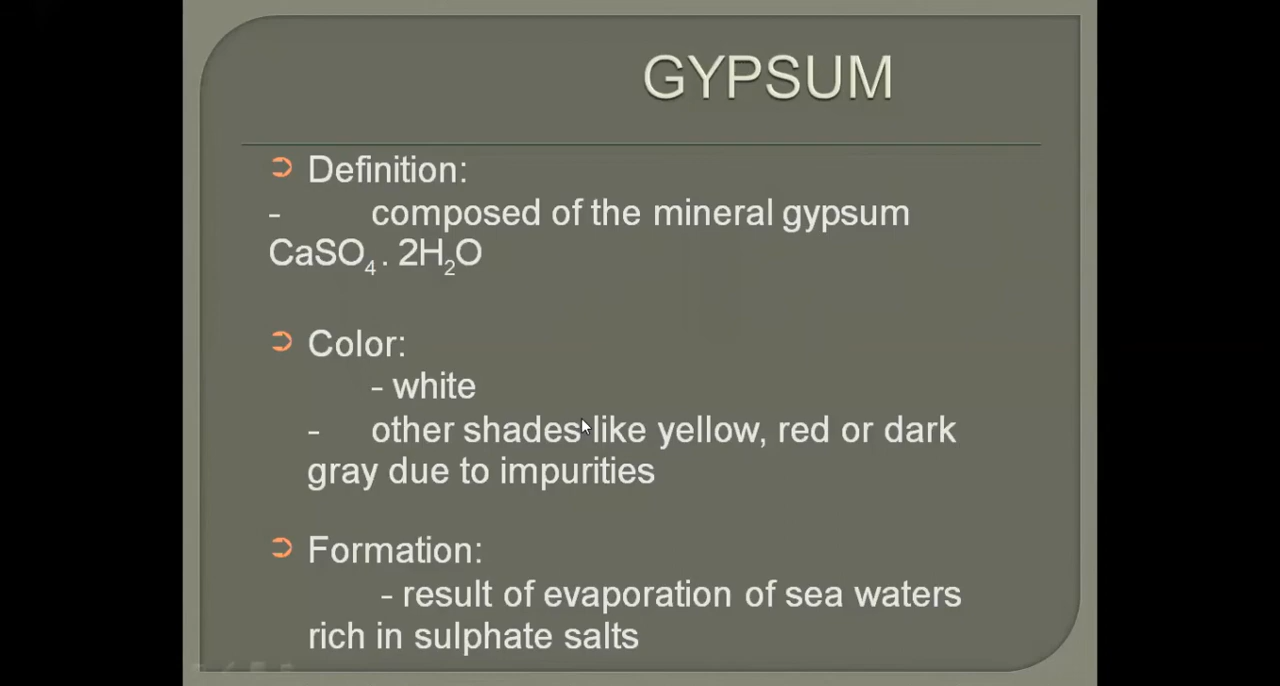 GYPSUM
Definition:
- composed of the mineral gypsum
CaSO₄ . 2H₂O
Color:
- white
- other shades like yellow, red or dark
gray due to impurities
Formation:
- result of evaporation of sea waters
rich in sulphate salts